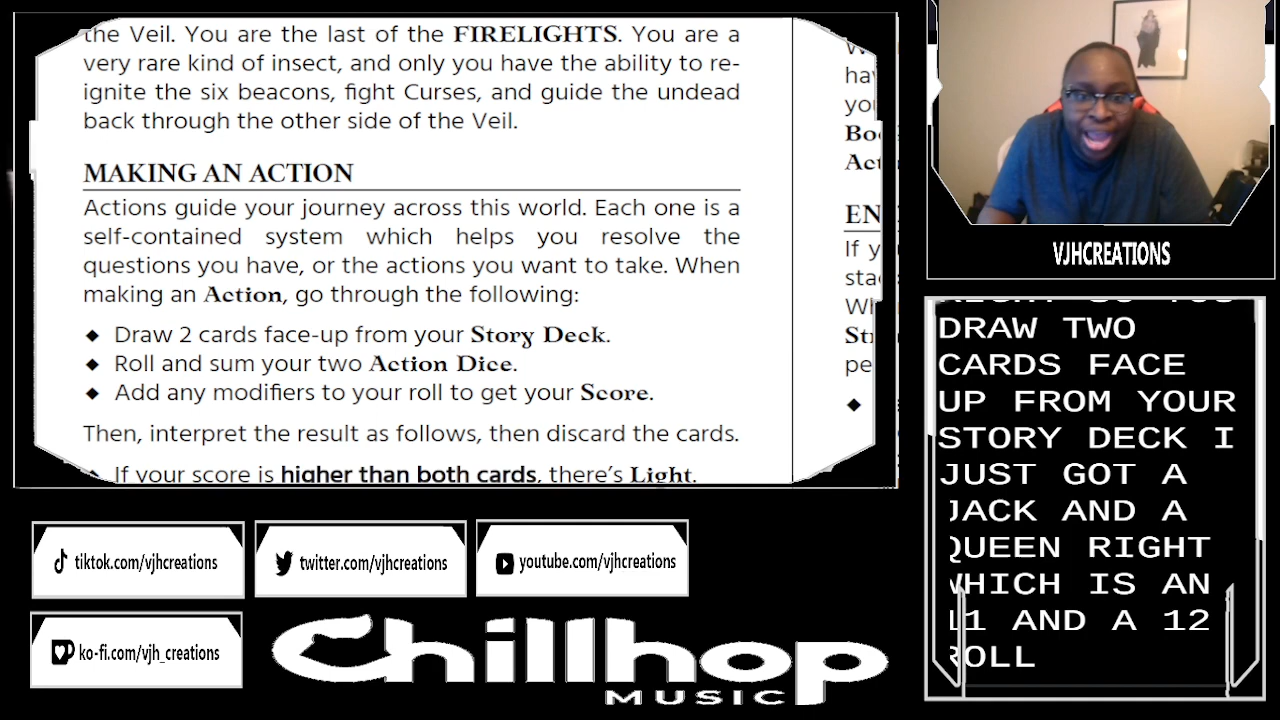 the Veil. You are the last of the FIRELIGHTS. You are a
very rare kind of insect, and only you have the ability to re-
ignite the six beacons, fight Curses, and guide the undead
back through the other side of the Veil.
MAKING AN ACTION
Actions guide your journey across this world. Each one is a
self-contained system which helps you resolve the
questions you have, or the actions you want to take. When
making an Action, go through the following:
◆ Draw 2 cards face-up from your Story Deck.
◆ Roll and sum your two Action Dice.
◆ Add any modifiers to your roll to get your Score.
Then, interpret the result as follows, then discard the cards.
If your score is higher than both cards, there's Light.
EN
If y
◆
VJHCREATIONS
DRAW TWO
CARDS FACE
UP FROM YOUR
STORY DECK I
JUST GOT A
JACK AND A
QUEEN RIGHT
WHICH IS AN
11 AND A 12
ROLL
tiktok.com/vjhcreations
twitter.com/vjhcreations
youtube.com/vjhcreations
ko-fi.com/vjh_creations
Chillhop
MUSIC